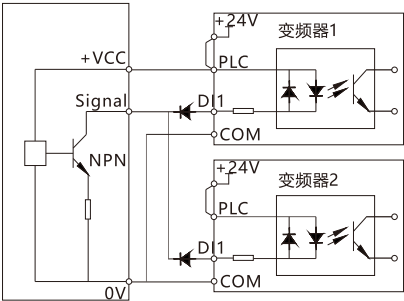 +24V
变频器1
+VCC
PLC
Signal
DI1
COM
NPN
+24V
变频器2
PLC
DI1
COM
0V